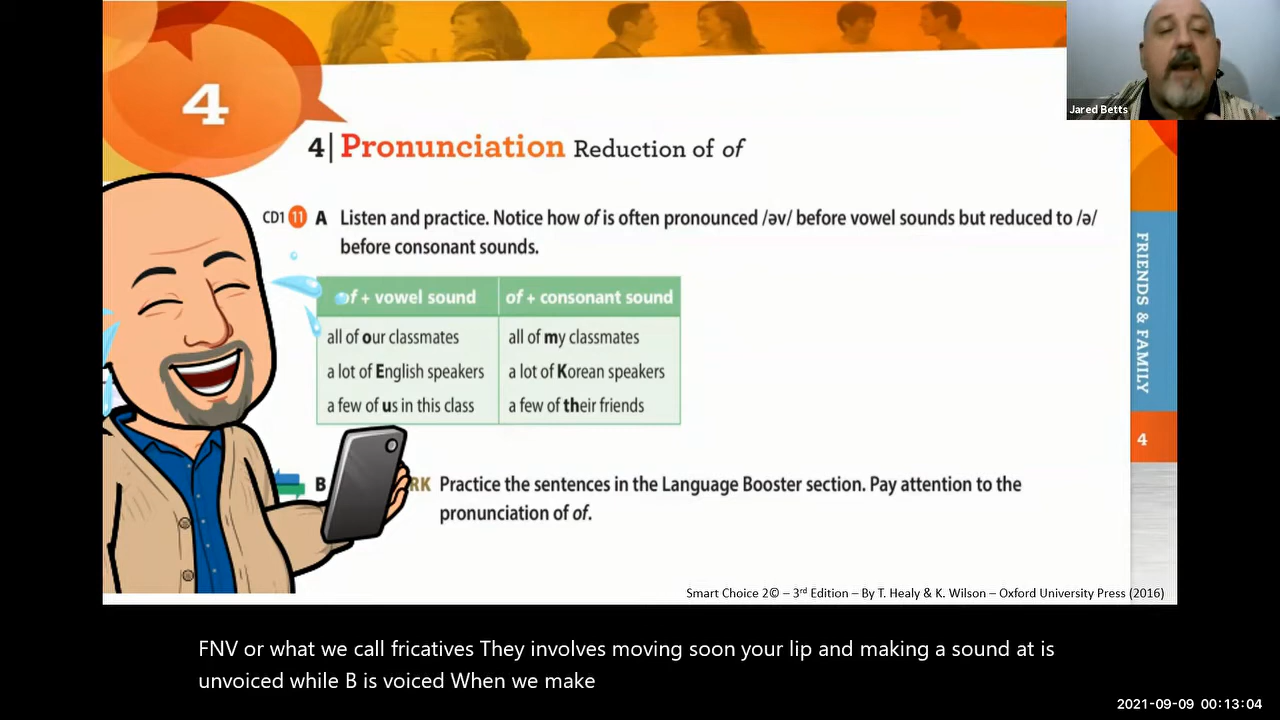 4
Jared Betts
4| Pronunciation Reduction of of
CD1 11 A Listen and practice. Notice how of is often pronounced /əv/ before vowel sounds but reduced to /ə/
before consonant sounds.
of + vowel sound of + consonant sound
all of our classmates all of my classmates
a lot of English speakers a lot of Korean speakers
a few of us in this class a few of their friends
FRIENDS & FAMILY
4
B RK Practice the sentences in the Language Booster section. Pay attention to the
pronunciation of of.
Smart Choice 2© – 3rd Edition – By T. Healy & K. Wilson – Oxford University Press (2016)
FNV or what we call fricatives They involves moving soon your lip and making a sound at is
unvoiced while B is voiced When we make
2021-09-09 00:13:04